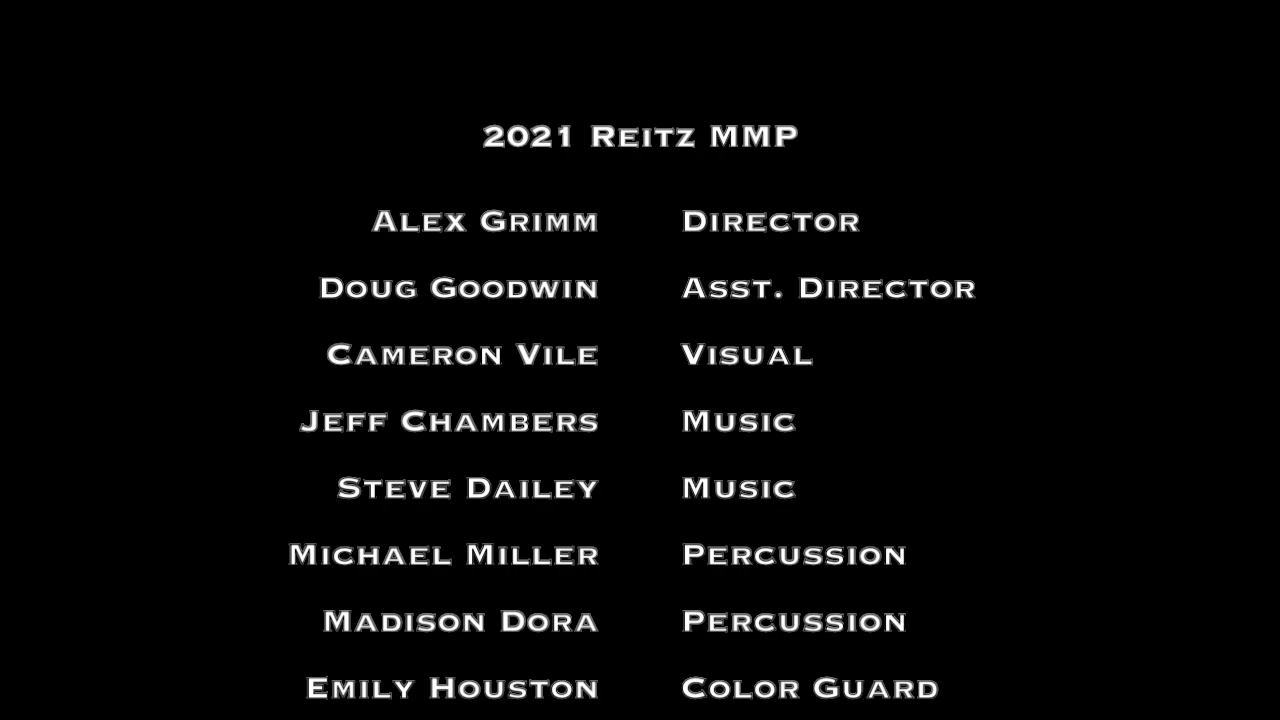 2021 Reitz MMP
Alex Grimm Director
Doug Goodwin Asst. Director
Cameron Vile Visual
Jeff Chambers Music
Steve Dailey Music
Michael Miller Percussion
Madison Dora Percussion
Emily Houston Color Guard